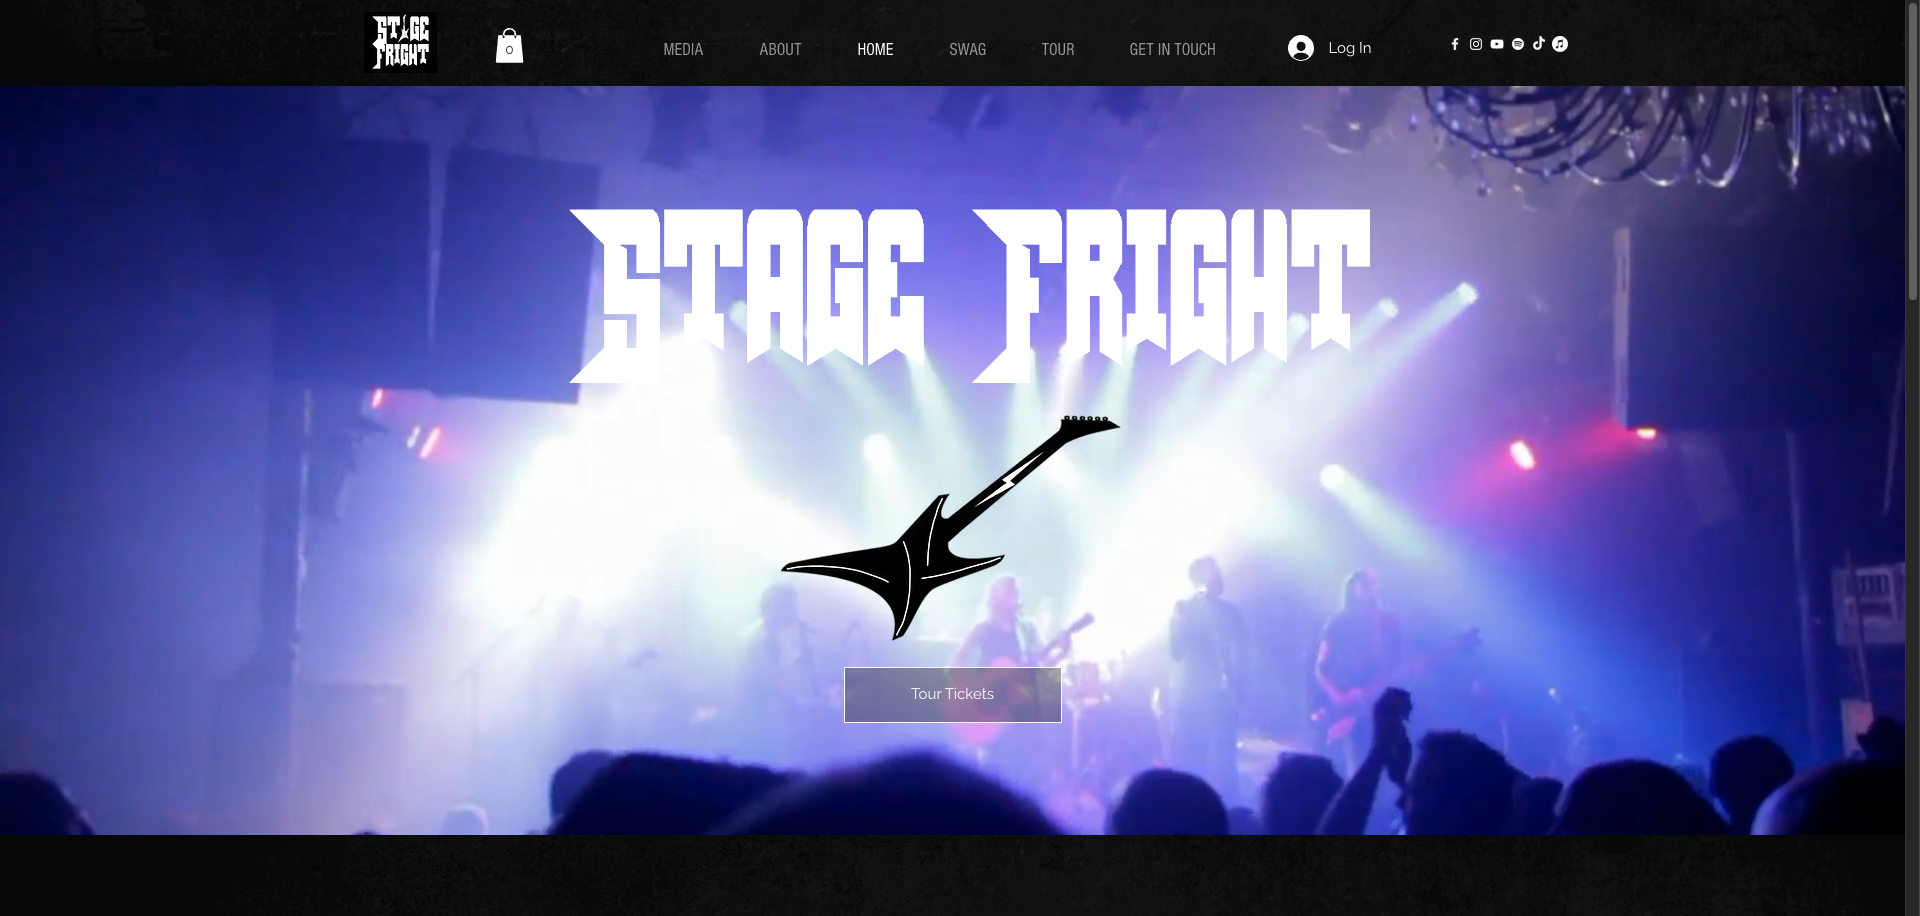 STAGE
FRIGHT
0
MEDIA
ABOUT
HOME
SWAG
TOUR
GET IN TOUCH
Log In
STAGE FRIGHT
Tour Tickets